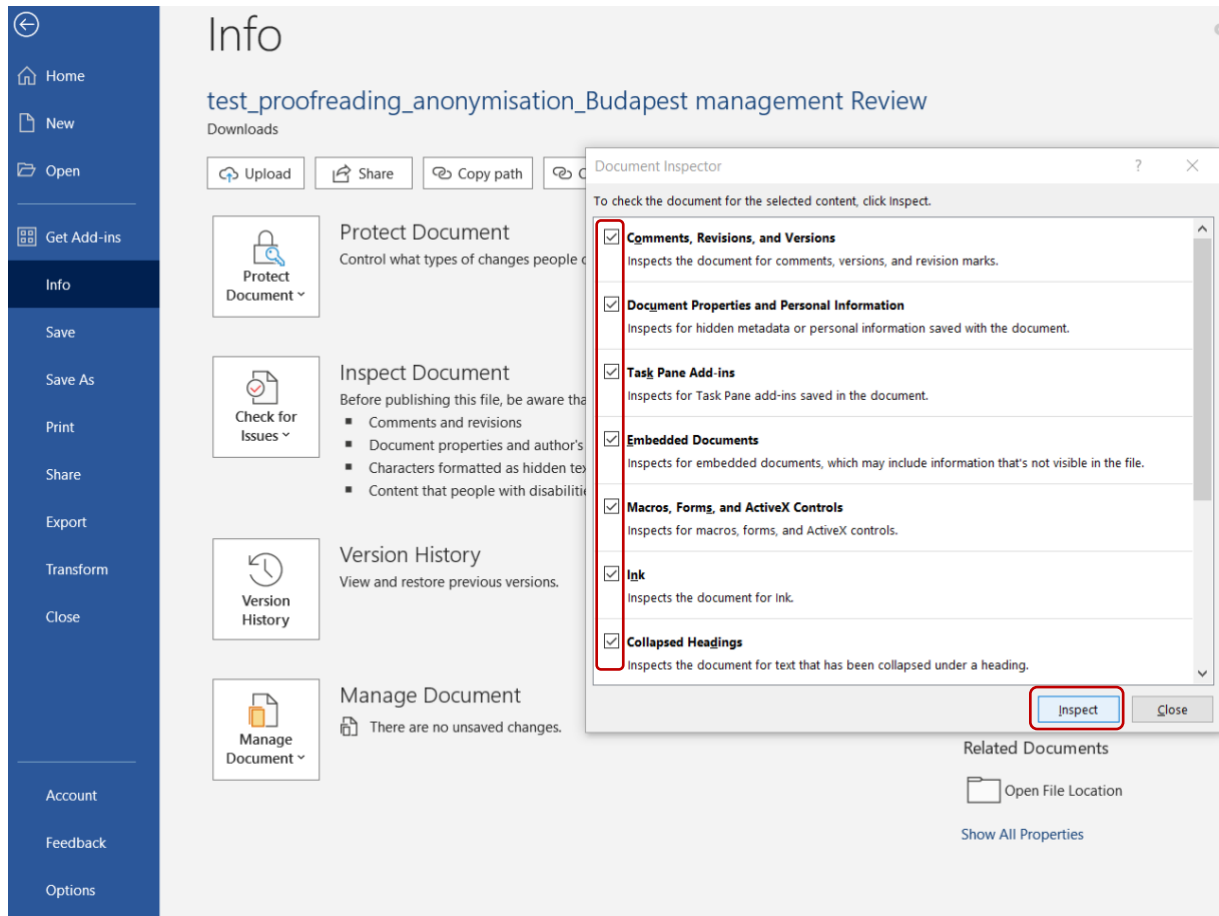 Info
Home
New
Open
Get Add-ins
Info
Save
Save As
Print
Share
Export
Transform
Close
Account
Feedback
Options
test_proofreading_anonymisation_Budapest management Review
Downloads
Upload
Share
Copy path
C
Protect
Document
Protect Document
Control what types of changes people c
Check for
Issues
Inspect Document
Before publishing this file, be aware tha
Comments and revisions
Document properties and author's
Characters formatted as hidden tex
Content that people with disabilitie
Version
History
Version History
View and restore previous versions.
Manage
Document
Manage Document
There are no unsaved changes.
Document Inspector
?
To check the document for the selected content, click Inspect.
Comments, Revisions, and Versions
Inspects the document for comments, versions, and revision marks.
Document Properties and Personal Information
Inspects for hidden metadata or personal information saved with the document.
Task Pane Add-ins
Inspects for Task Pane add-ins saved in the document.
Embedded Documents
Inspects for embedded documents, which may include information that's not visible in the file.
Macros, Forms, and ActiveX Controls
Inspects for macros, forms, and ActiveX controls.
Ink
Inspects the document for Ink.
Collapsed Headings
Inspects the document for text that has been collapsed under a heading.
Inspect
Close
Related Documents
Open File Location
Show All Properties